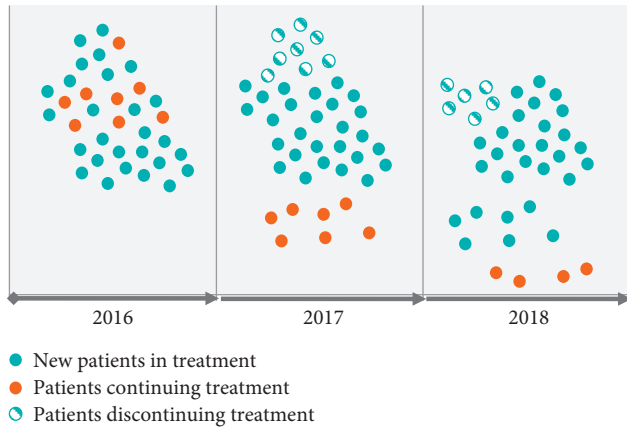 2016 2017 2018
New patients in treatment
Patients continuing treatment
Patients discontinuing treatment